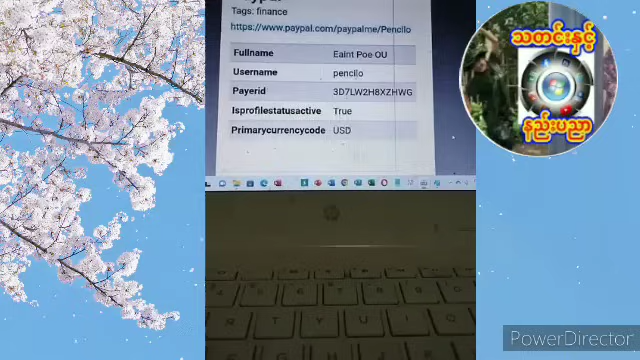 Tags: finance
https://www.paypal.com/paypalme/Pencilo
Fullname Eaint Poe OU
Username pencilo
Payerid 3D7LW2H8XZHWG
Isprofilestatusactive True
Primarycurrencycode USD
သတင်းနှင့်
နည်းပညာ
PowerDirector